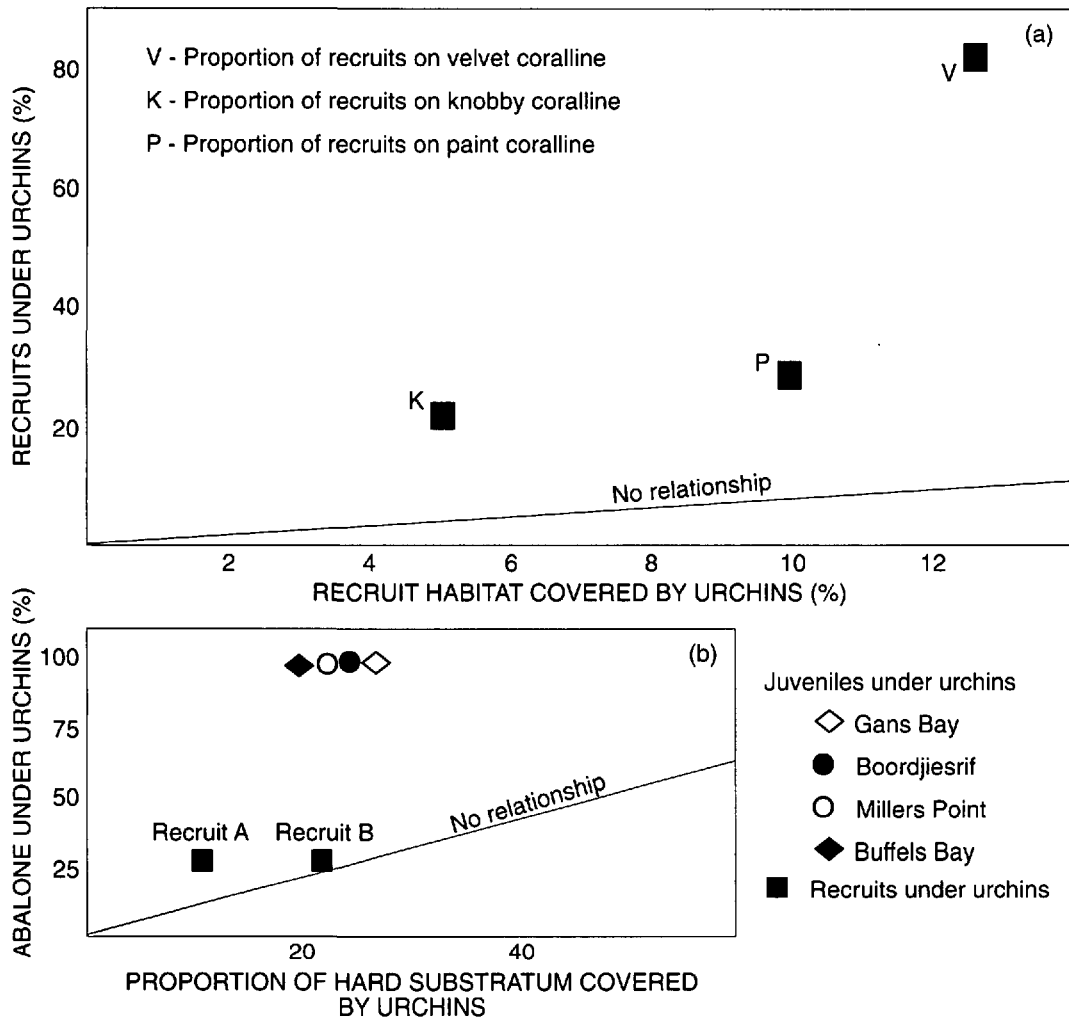 (a)
V - Proportion of recruits on velvet coralline
K - Proportion of recruits on knobby coralline
P - Proportion of recruits on paint coralline
RECRUITS UNDER URCHINS (%)
80
60
40
20
V
K
P
No relationship
2 4 6 8 10 12
RECRUIT HABITAT COVERED BY URCHINS (%)
(b)
ABALONE UNDER URCHINS (%)
100
75
50
25
Recruit A
Recruit B
No relationship
20 40
PROPORTION OF HARD SUBSTRATUM COVERED
BY URCHINS
Juveniles under urchins
Gans Bay
Boordjiesrif
Millers Point
Buffels Bay
Recruits under urchins